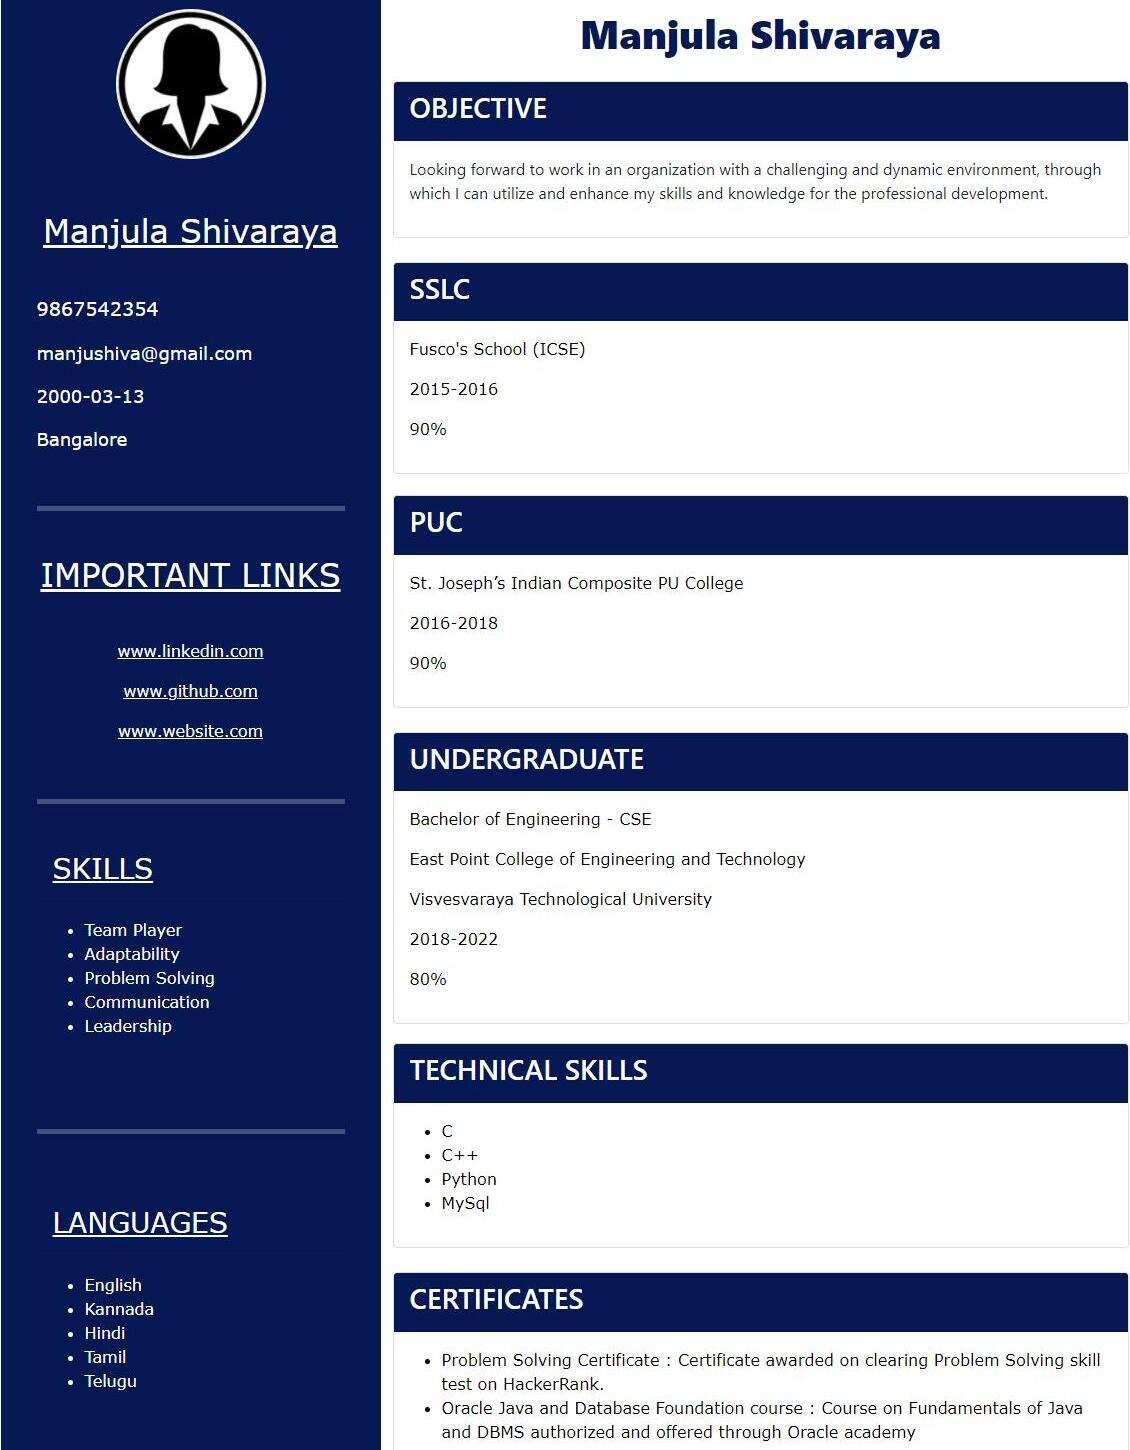 Manjula Shivaraya
9867542354
manjushiva@gmail.com
2000-03-13
Bangalore
IMPORTANT LINKS
www.linkedin.com
www.github.com
www.website.com
SKILLS
Team Player
Adaptability
Problem Solving
Communication
Leadership
LANGUAGES
English
Kannada
Hindi
Tamil
Telugu
Manjula Shivaraya
OBJECTIVE
Looking forward to work in an organization with a challenging and dynamic environment, through
which I can utilize and enhance my skills and knowledge for the professional development.
SSLC
Fusco's School (ICSE)
2015-2016
90%
PUC
St. Joseph’s Indian Composite PU College
2016-2018
90%
UNDERGRADUATE
Bachelor of Engineering - CSE
East Point College of Engineering and Technology
Visvesvaraya Technological University
2018-2022
80%
TECHNICAL SKILLS
C
C++
Python
MySql
CERTIFICATES
Problem Solving Certificate : Certificate awarded on clearing Problem Solving skill
test on HackerRank.
Oracle Java and Database Foundation course : Course on Fundamentals of Java
and DBMS authorized and offered through Oracle academy